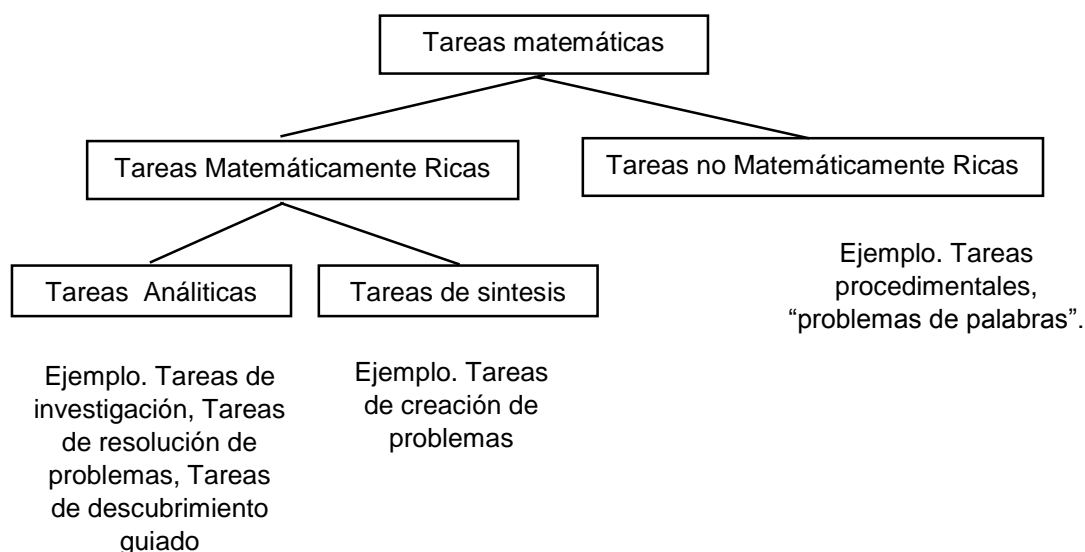 Tareas matemáticas
Tareas Matemáticamente Ricas
Tareas no Matemáticamente Ricas
Tareas Análiticas
Tareas de sintesis
Ejemplo. Tareas
procedimentales,
“problemas de palabras”.
Ejemplo. Tareas de
investigación, Tareas
de resolución de
problemas, Tareas
de descubrimiento
guiado
Ejemplo. Tareas
de creación de
problemas